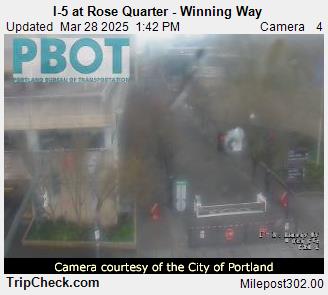 I-5 at Rose Quarter - Winning Way
Updated Mar 28 2025 1:42 PM Camera 4
PBOT
PORTLAND BUREAU OF TRANSPORTATION
Camera courtesy of the City of Portland
TripCheck.com Milepost302.00